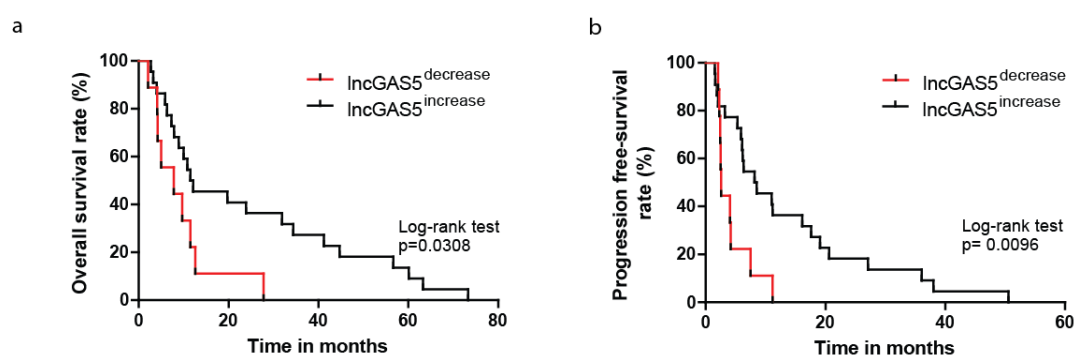 a
Overall survival rate (%)
100
80
60
40
20
0
lncGAS5decrease
lncGAS5increase
Log-rank test
p=0.0308
0 20 40 60 80
Time in months
b
Progression free-survival
rate (%)
100
80
60
40
20
0
lncGAS5decrease
lncGAS5increase
Log-rank test
p= 0.0096
0 20 40 60
Time in months